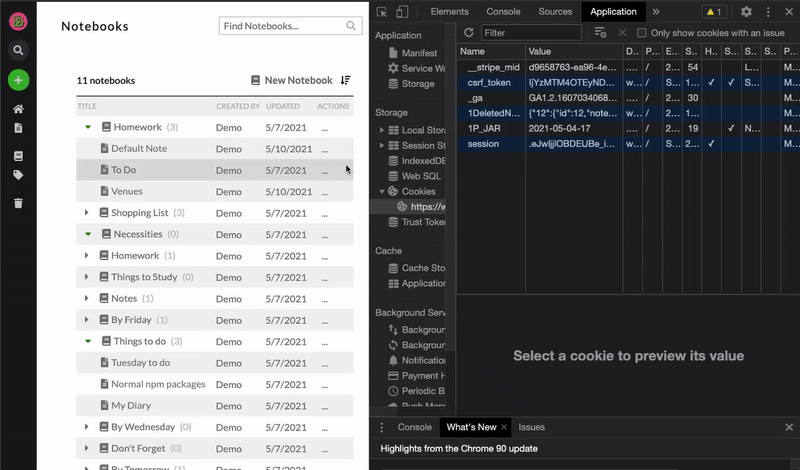 Notebooks
Find Notebooks...
11 notebooks
New Notebook
TITLE CREATED BY UPDATED ACTIONS
Homework (3) Demo 5/7/2021 ...
Default Note Demo 5/10/2021 ...
To Do Demo 5/7/2021 ...
Venues Demo 5/10/2021 ...
Shopping List (3) Demo 5/7/2021 ...
Necessities (0) Demo 5/7/2021 ...
Homework (1) Demo 5/7/2021 ...
Things to Study (0) Demo 5/7/2021 ...
Notes (1) Demo 5/7/2021 ...
By Friday (1) Demo 5/7/2021 ...
Things to do (3) Demo 5/7/2021 ...
Tuesday to do Demo 5/7/2021 ...
Normal npm packages Demo 5/7/2021 ...
My Diary Demo 5/7/2021 ...
By Wednesday (0) Demo 5/7/2021 ...
Don't Forget (0) Demo 5/7/2021 ...
By Tomorrow (1) Demo 5/7/2021
Elements Console Sources Application » 1
Application
Manifest
Service Wo
Storage
Storage
Local Stora
Session St
IndexedDB
Web SQL
Cookies
https://w
Trust Token
Cache
Cache Sto
Application
Background Serv
Backgroun
Backgroun
Notification
Payment H
Periodic Ba
Filter
Only show cookies with an issue
Name Value D.. P... E... S... H.. S... S... S... P...
__stripe_mid d9658763-ea96-4e... .... / 2... 54 L... M...
csrf_token IjYzMTM4OTEyND... w... / S... 1... ✓ ✓ S... M...
_ga GA1.2.1607034068... .... / 2... 30 M...
1DeletedN... {"12":{"id":12,"note... w... / 2... 1... M...
1P_JAR 2021-05-04-17 .... / 2... 19 ✓ N... M...
session .eJwljjlOBDEUBe_i... w... / S... 2... ✓ M...
Select a cookie to preview its value
Console What's New Issues
Highlights from the Chrome 90 update